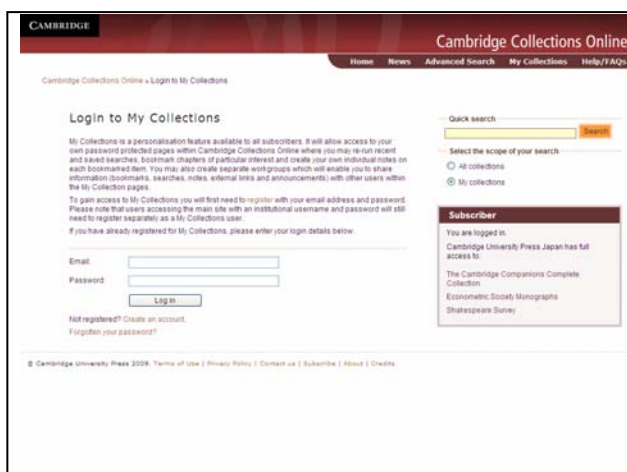 CAMBRIDGE
Cambridge Collections Online
Home News Advanced Search My Collections Help/FAQs
Cambridge Collections Online » Login to My Collections
Login to My Collections
My Collections is a personalisation feature available to all subscribers. It will allow access to your
own password protected pages within Cambridge Collections Online where you may re-run recent
and saved searches, bookmark chapters of particular interest and create your own individual notes on
each bookmarked item. You may also create separate workgroups which will enable you to share
information (bookmarks, searches, notes, external links and announcements) with other users within
the My Collection pages.
To gain access to My Collections you will first need to register with your email address and password.
Please note that users accessing the main site with an institutional username and password will still
need to register separately as a My Collections user.
If you have already registered for My Collections, please enter your login details below.
Email:
Password:
Log in
Not registered? Create an account.
Forgotten your password?
Quick search
Search
Select the scope of your search
All collections
My collections
Subscriber
You are logged in.
Cambridge University Press Japan has full
access to:
The Cambridge Companions Complete
Collection
Econometric Society Monographs
Shakespeare Survey
© Cambridge University Press 2009. Terms of Use | Privacy Policy | Contact us | Subscribe | About | Credits